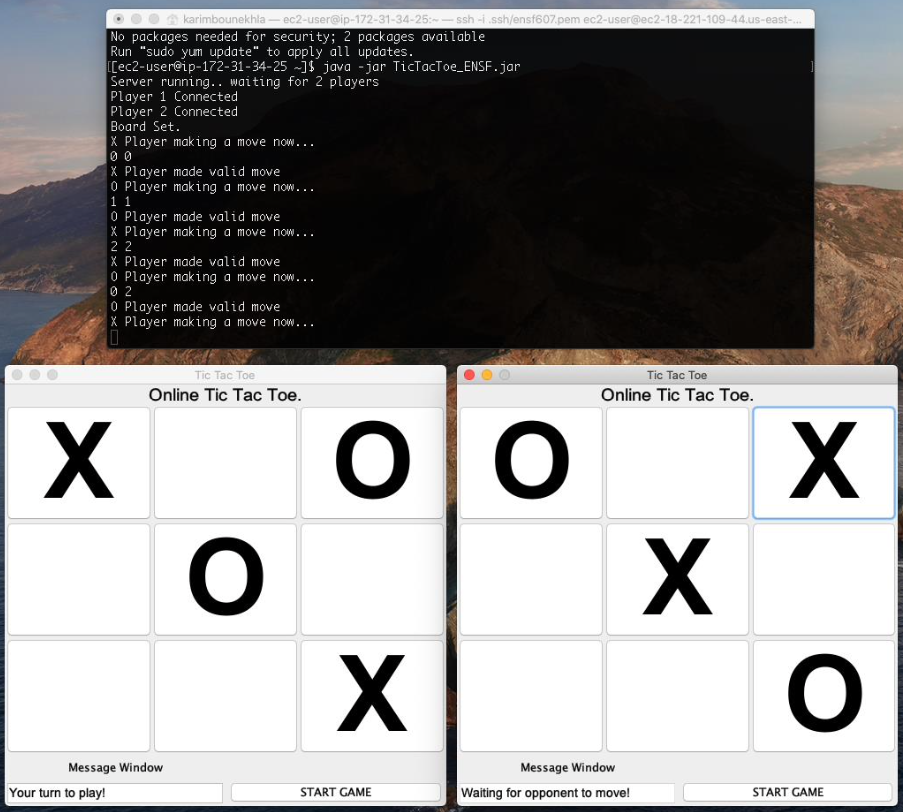 karimbounekhla — ec2-user@ip-172-31-34-25:~ — ssh -i .ssh/ensf607.pem ec2-user@ec2-18-221-109-44.us-east-...
No packages needed for security; 2 packages available
Run "sudo yum update" to apply all updates.
[[ec2-user@ip-172-31-34-25 ~]$ java -jar TicTacToe_ENSF.jar ]
Server running.. waiting for 2 players
Player 1 Connected
Player 2 Connected
Board Set.
X Player making a move now...
0 0
X Player made valid move
O Player making a move now...
1 1
O Player made valid move
X Player making a move now...
2 2
X Player made valid move
O Player making a move now...
0 2
O Player made valid move
X Player making a move now...
Tic Tac Toe
Online Tic Tac Toe.
X O
O
X
Message Window
Your turn to play! START GAME
Tic Tac Toe
Online Tic Tac Toe.
O X
X
O
Message Window
Waiting for opponent to move! START GAME